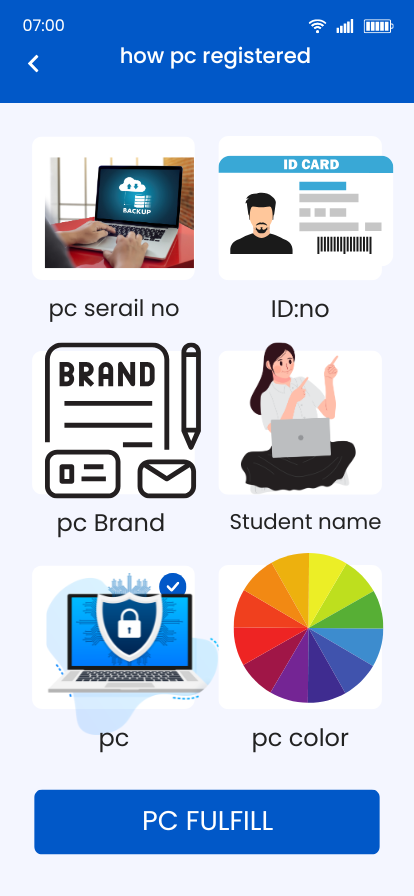 07:00
how pc registered
BACKUP
ID CARD
pc serail no
ID:no
BRAND
pc Brand
Student name
pc
pc color
PC FULFILL